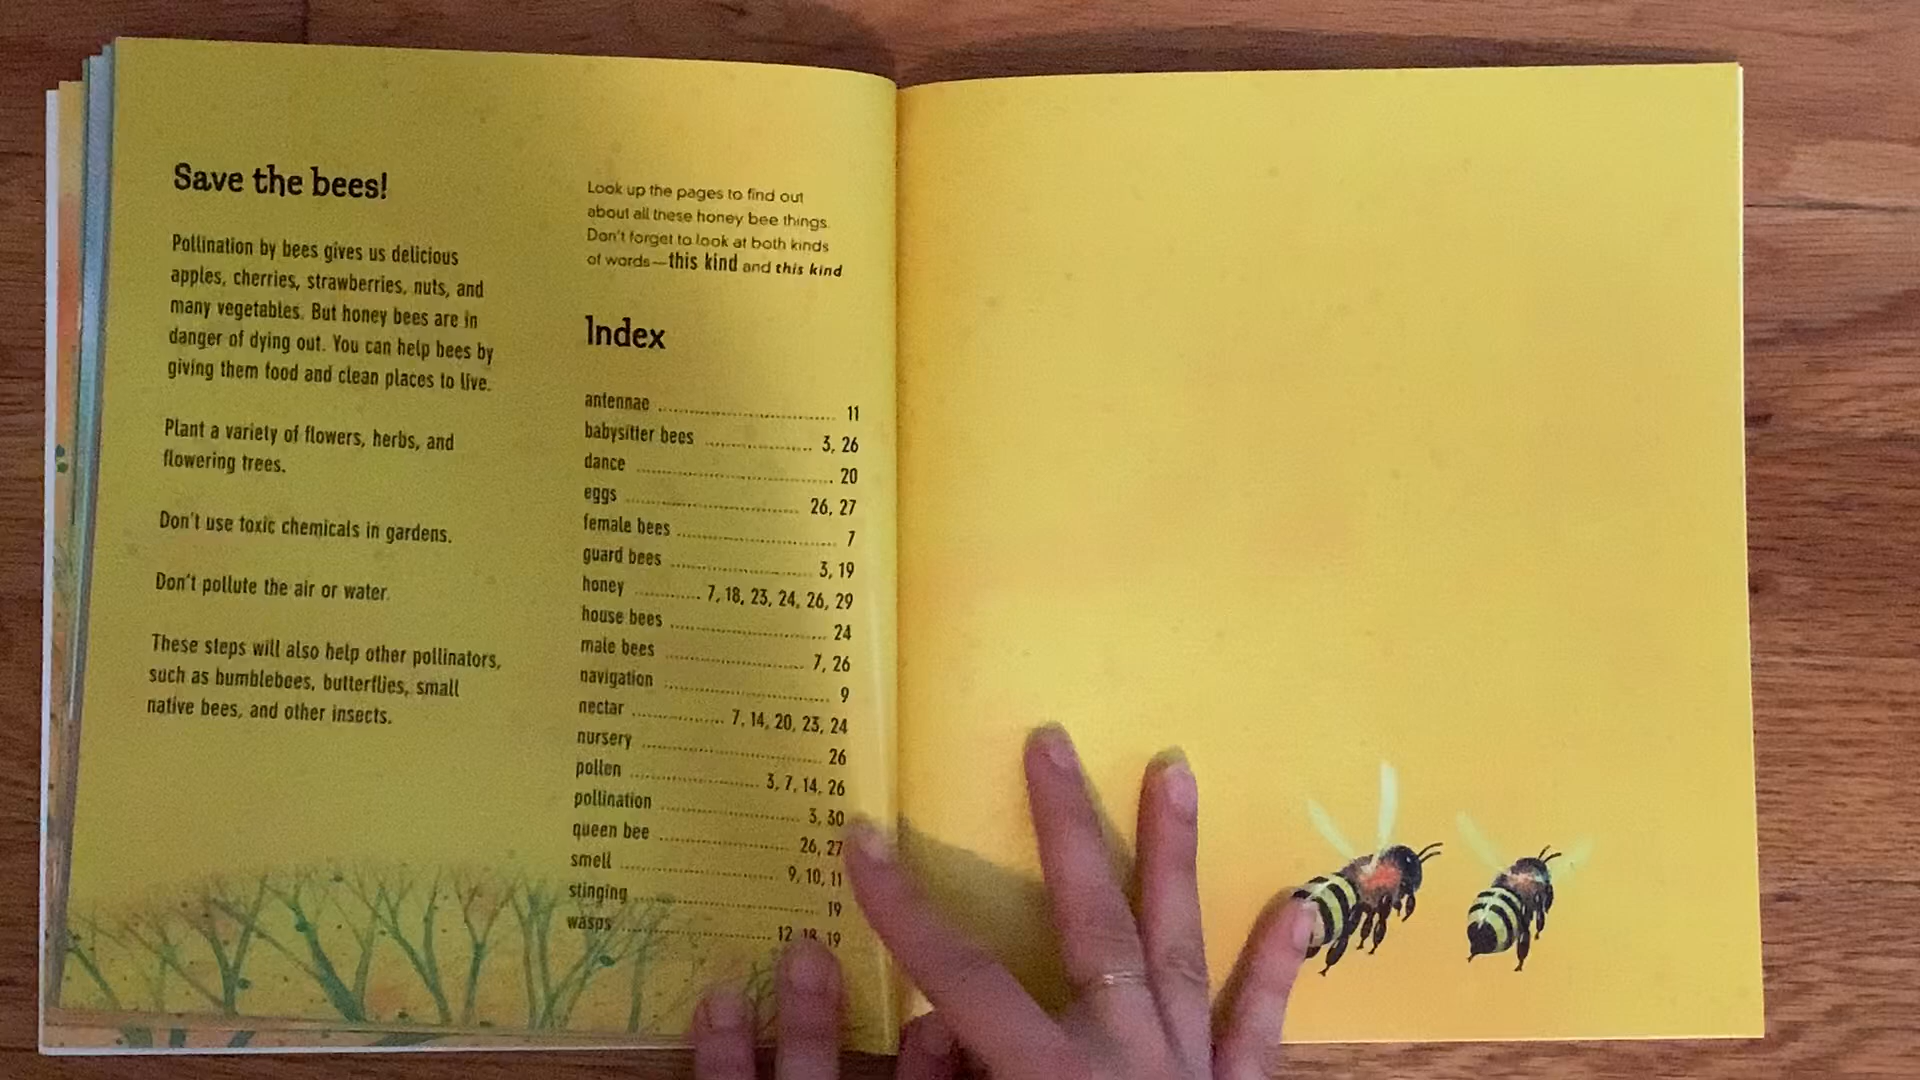 Save the bees!
Pollination by bees gives us delicious
apples, cherries, strawberries, nuts, and
many vegetables. But honey bees are in
danger of dying out. You can help bees by
giving them food and clean places to live.
Plant a variety of flowers, herbs, and
flowering trees.
Don't use toxic chemicals in gardens.
Don't pollute the air or water.
These steps will also help other pollinators,
such as bumblebees, butterflies, small
native bees, and other insects.
Look up the pages to find out
about all these honey bee things.
Don't forget to look at both kinds
of words—this kind and this kind
Index
antennae 11
babysitter bees 3, 26
dance 20
eggs 26, 27
female bees 7
guard bees 3, 19
honey 7, 18, 23, 24, 26, 29
house bees 24
male bees 7, 26
navigation 9
nectar 7, 14, 20, 23, 24
nursery 26
pollen 3, 7, 14, 26
pollination 3, 30
queen bee 26, 27
smell 9, 10, 11
stinging 19
wasps 12, 18, 19